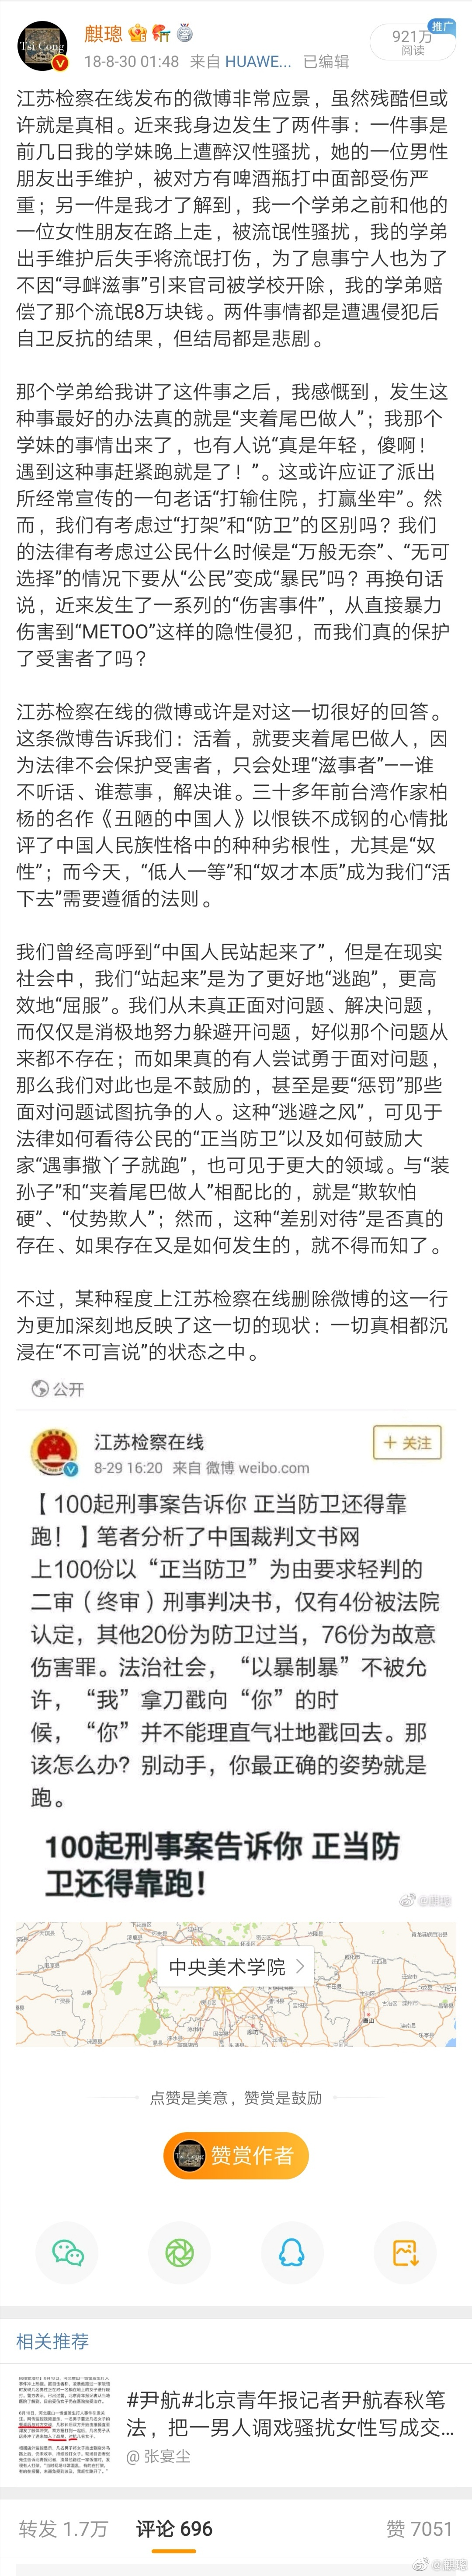 Tsi Cong
麒璁
921万
推广
阅读
18-8-30 01:48 来自 HUAWE... 已编辑
江苏检察在线发布的微博非常应景，虽然残酷但或
许就是真相。近来我身边发生了两件事：一件事是
前几日我的学妹晚上遭醉汉性骚扰，她的一位男性
朋友出手维护，被对方有啤酒瓶打中面部受伤严
重；另一件是我才了解到，我一个学弟之前和他的
一位女性朋友在路上走，被流氓性骚扰，我的学弟
出手维护后失手将流氓打伤，为了息事宁人也为了
不因“寻衅滋事”引来官司被学校开除，我的学弟赔
偿了那个流氓8万块钱。两件事情都是遭遇侵犯后
自卫反抗的结果，但结局都是悲剧。
那个学弟给我讲了这件事之后，我感慨到，发生这
种事最好的办法真的就是“夹着尾巴做人”；我那个
学妹的事情出来了，也有人说“真是年轻，傻啊！
遇到这种事赶紧跑就是了！”。这或许应证了派出
所经常宣传的一句老话“打输住院，打赢坐牢”。然
而，我们有考虑过“打架”和“防卫”的区别吗？我们
的法律有考虑过公民什么时候是“万般无奈”、“无可
选择”的情况下要从“公民”变成“暴民”吗？再换句话
说，近来发生了一系列的“伤害事件”，从直接暴力
伤害到“METOO”这样的隐性侵犯，而我们真的保护
了受害者了吗？
江苏检察在线的微博或许是对这一切很好的回答。
这条微博告诉我们：活着，就要夹着尾巴做人，因
为法律不会保护受害者，只会处理“滋事者”——谁
不听话、谁惹事，解决谁。三十多年前台湾作家柏
杨的名作《丑陋的中国人》以恨铁不成钢的心情批
评了中国人民族性格中的种种劣根性，尤其是“奴
性”；而今天，“低人一等”和“奴才本质”成为我们“活
下去”需要遵循的法则。
我们曾经高呼到“中国人民站起来了”，但是在现实
社会中，我们“站起来”是为了更好地“逃跑”，更高
效地“屈服”。我们从未真正面对问题、解决问题，
而仅仅是消极地努力躲避开问题，好似那个问题从
来都不存在；而如果真的有人尝试勇于面对问题，
那么我们对此也是不鼓励的，甚至是要“惩罚”那些
面对问题试图抗争的人。这种“逃避之风”，可见于
法律如何看待公民的“正当防卫”以及如何鼓励大
家“遇事撒丫子就跑”，也可见于更大的领域。与“装
孙子”和“夹着尾巴做人”相配比的，就是“欺软怕
硬”、“仗势欺人”；然而，这种“差别对待”是否真的
存在、如果存在又是如何发生的，就不得而知了。
不过，某种程度上江苏检察在线删除微博的这一行
为更加深刻地反映了这一切的现状：一切真相都沉
浸在“不可言说”的状态之中。
公开
江苏检察在线
+ 关注
8-29 16:20 来自 微博 weibo.com
【 100起刑事案告诉你 正当防卫还得靠
跑！】笔者分析了中国裁判文书网
上100份以“正当防卫”为由要求轻判的
二审（终审）刑事判决书，仅有4份被法院
认定，其他20份为防卫过当，76份为故意
伤害罪。法治社会，“以暴制暴”不被允
许，“我”拿刀戳向“你”的时
候，“你”并不能理直气壮地戳回去。那
该怎么办？别动手，你最正确的姿势就是
跑。
100起刑事案告诉你 正当防
卫还得靠跑！
@麒璁
中央美术学院
廊坊
唐山
点赞是美意，赞赏是鼓励
赞赏作者
相关推荐
#尹航#北京青年报记者尹航春秋笔
法，把一男人调戏骚扰女性写成交...
@ 张宴尘
转发 1.7万
评论 696
赞 7051
@麒璁